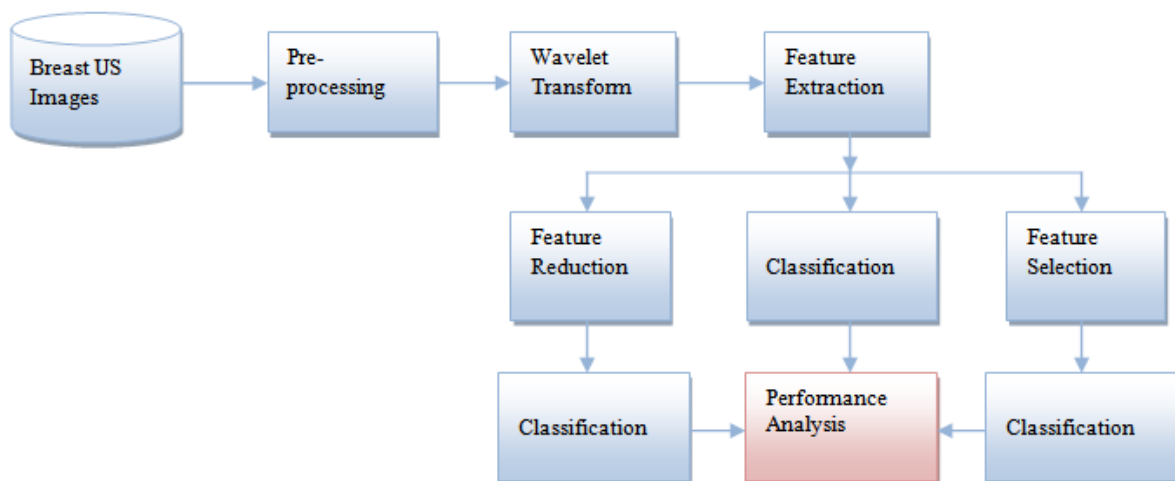 Breast US
Images
Pre-
processing
Wavelet
Transform
Feature
Extraction
Feature
Reduction
Classification
Feature
Selection
Classification
Performance
Analysis
Classification